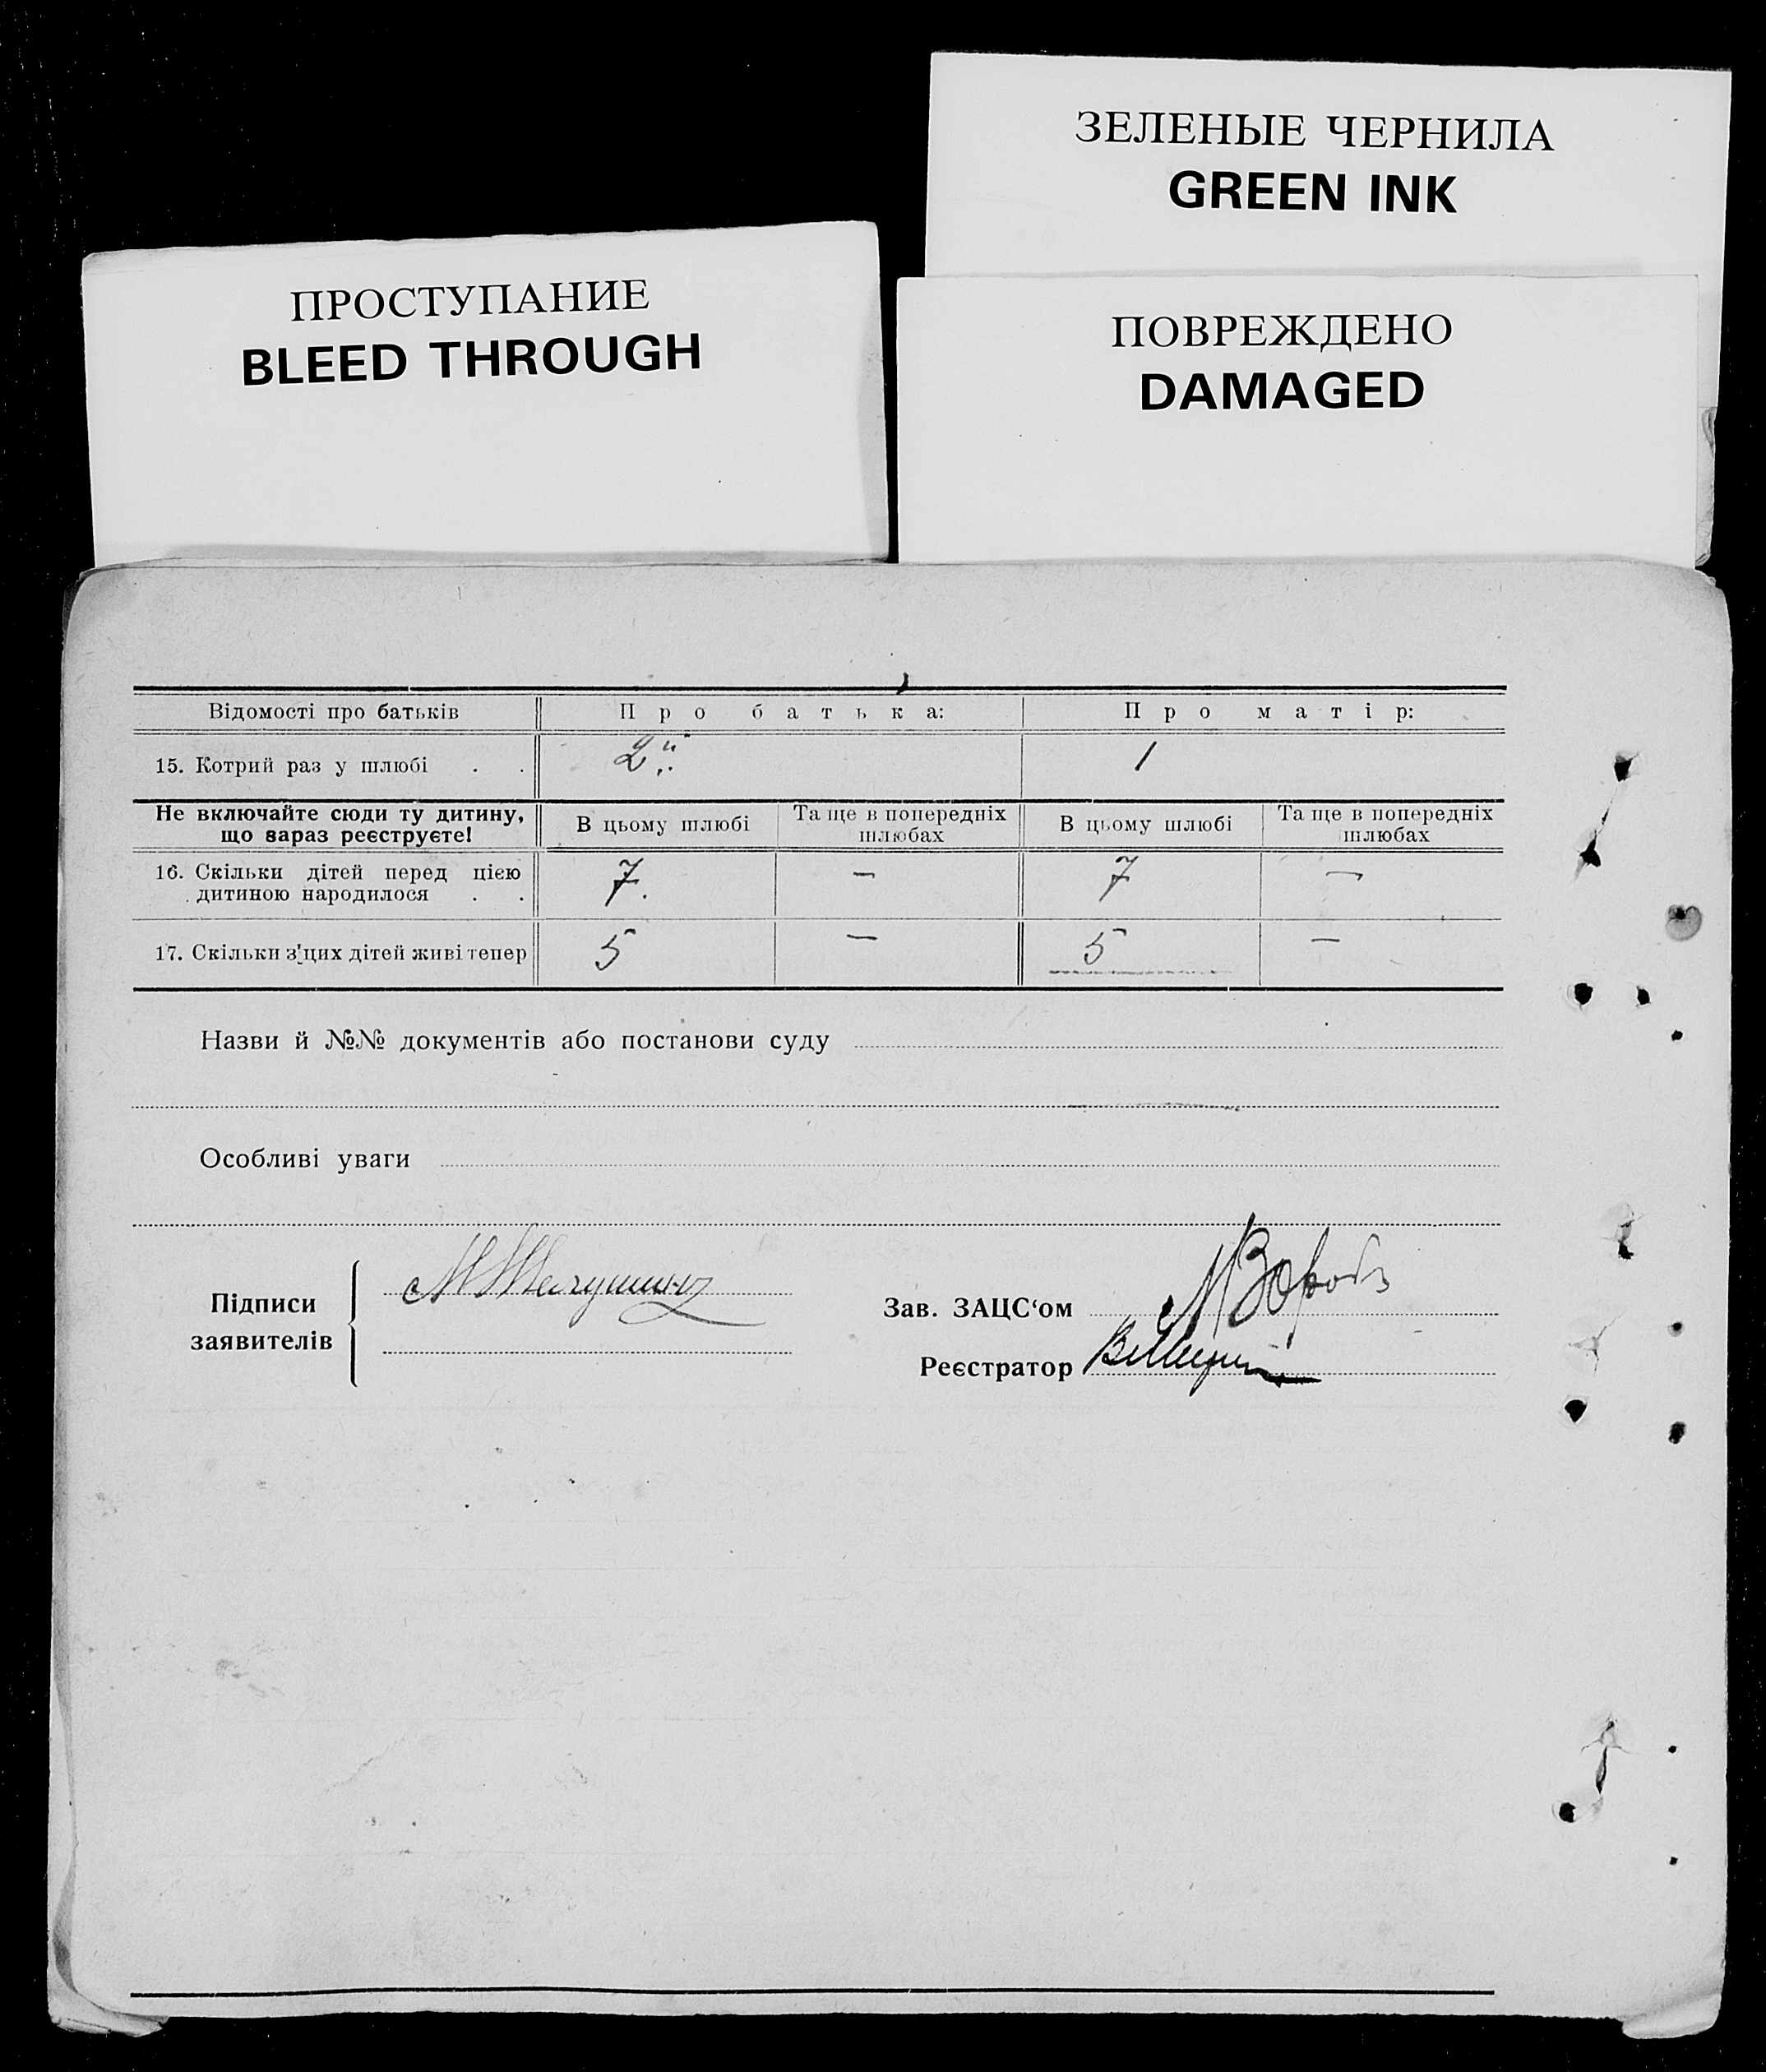 ЗЕЛЕНЫЕ ЧЕРНИЛА
GREEN INK
ПРОСТУПАНИЕ
BLEED THROUGH
ПОВРЕЖДЕНО
DAMAGED
Відомості про батьків Про батька: Про матір:
15. Котрий раз у шлюбі . . 2й 1
Не включайте сюди ту дитину, що зараз реєструєте! В цьому шлюбі Та ще в попередніх шлюбах В цьому шлюбі Та ще в попередніх шлюбах
16. Скільки дітей перед цією
дитиною народилося . . 7. — 7 —
17. Скільки з'цих дітей живі тепер 5 — 5 —
Назви й №№ документів або постанови суду
Особливі уваги
Підписи
заявителів
Зав. ЗАЦС‘ом
Реєстратор